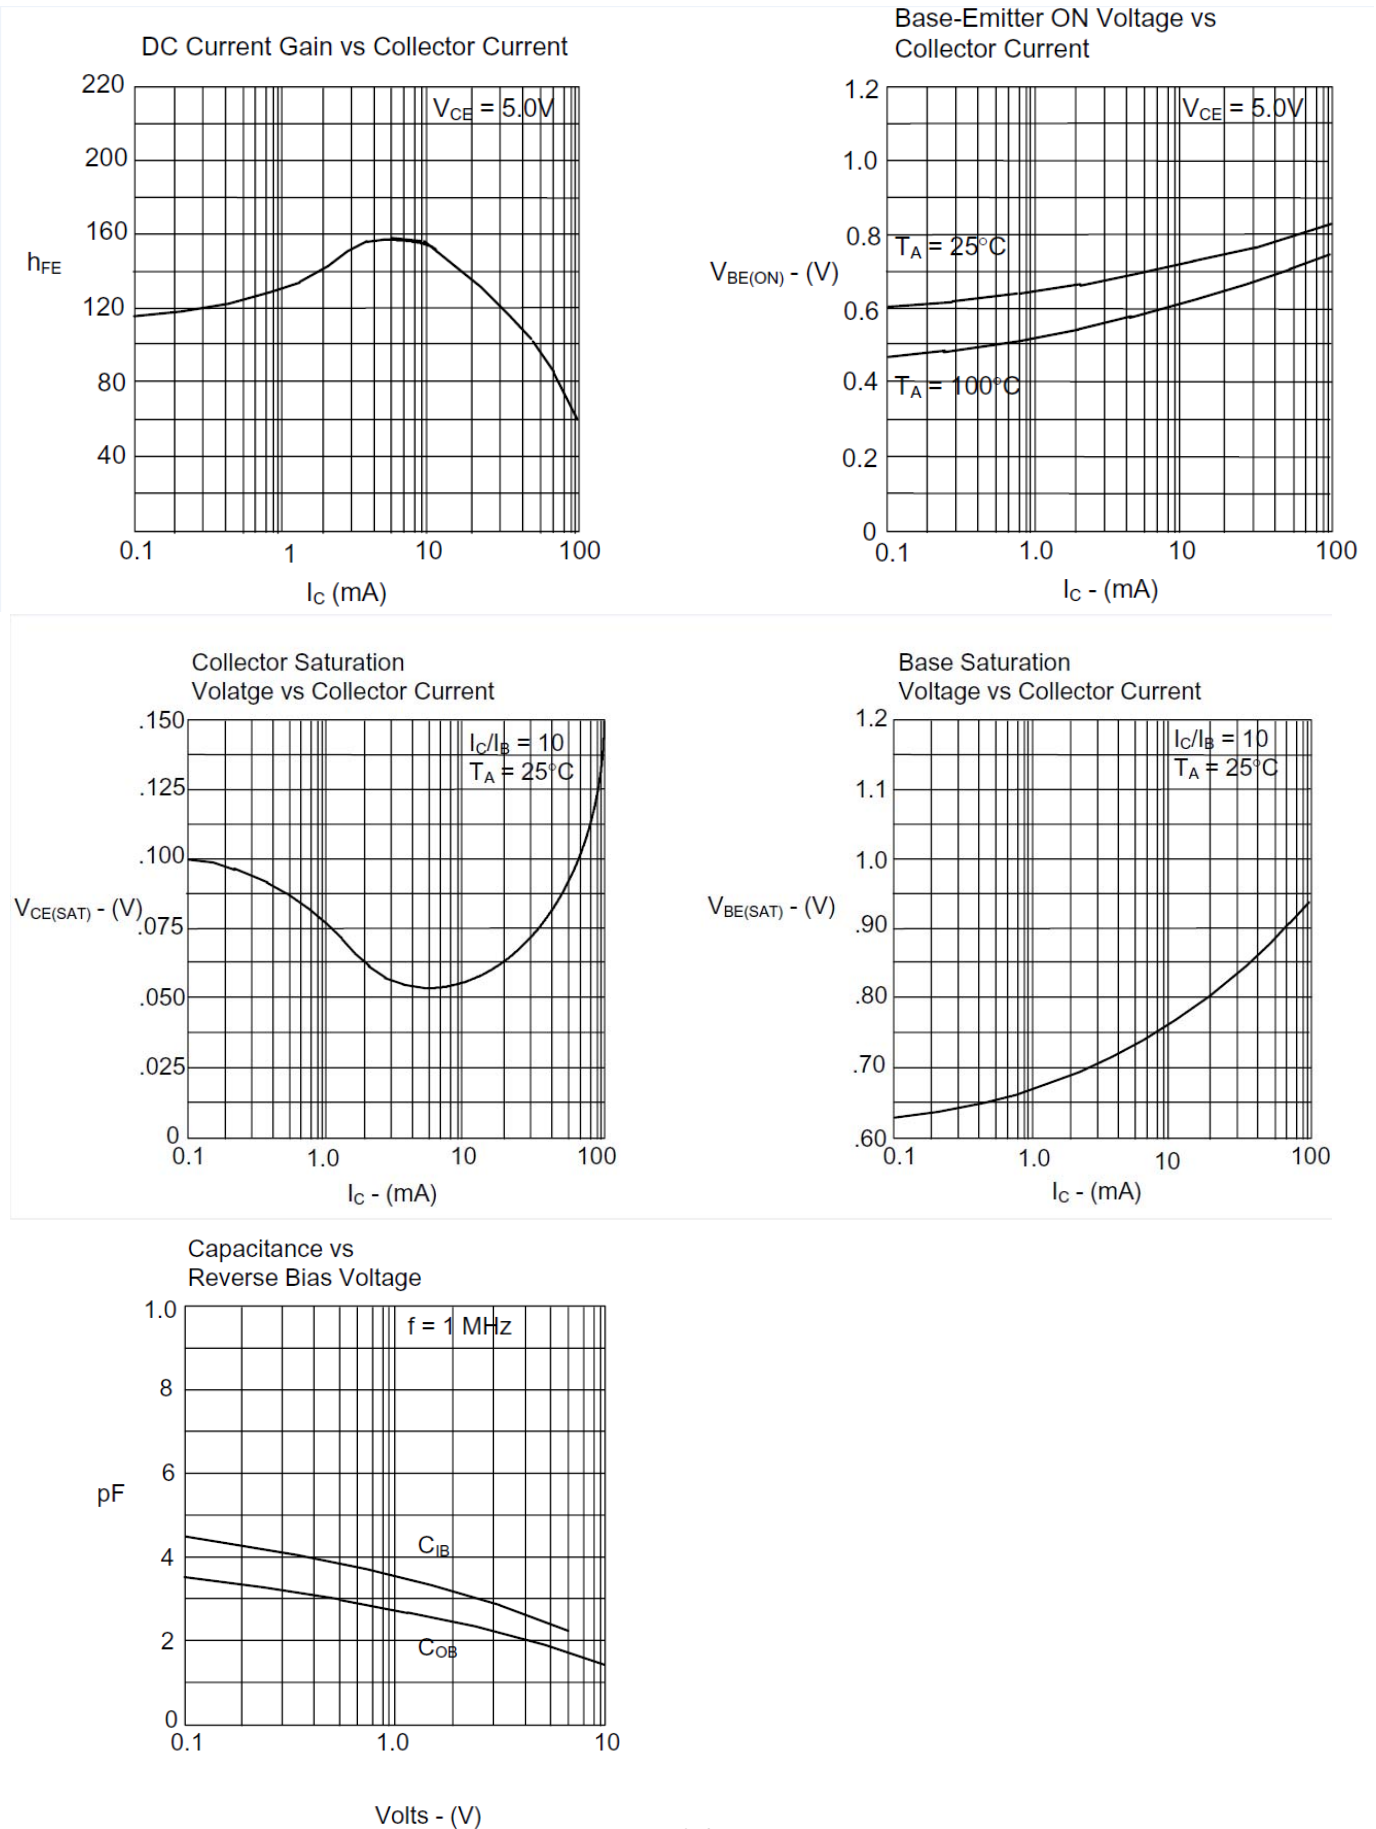 DC Current Gain vs Collector Current
220
200
160
120
80
40
hFE
VCE = 5.0V
0.1 1 10 100
IC (mA)
Base-Emitter ON Voltage vs
Collector Current
1.2
1.0
0.8
0.6
0.4
0.2
0
VBE(ON) - (V)
VCE = 5.0V
TA = 25°C
TA = 100°C
0.1 1.0 10 100
IC - (mA)
Collector Saturation
Volatge vs Collector Current
.150
.125
.100
.075
.050
.025
0
VCE(SAT) - (V)
IC/IB = 10
TA = 25°C
0.1 1.0 10 100
IC - (mA)
Base Saturation
Voltage vs Collector Current
1.2
1.1
1.0
.90
.80
.70
.60
VBE(SAT) - (V)
IC/IB = 10
TA = 25°C
0.1 1.0 10 100
IC - (mA)
Capacitance vs
Reverse Bias Voltage
1.0
8
6
4
2
0
pF
f = 1 MHz
CIB
COB
0.1 1.0 10
Volts - (V)